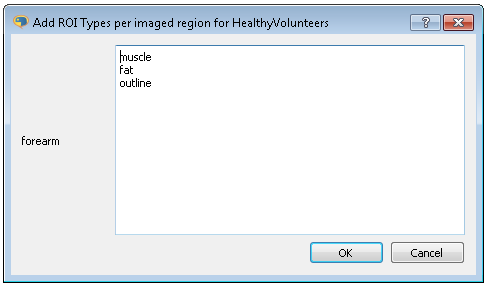 Add ROI Types per imaged region for HealthyVolunteers
muscle
fat
outline
forearm
OK
Cancel